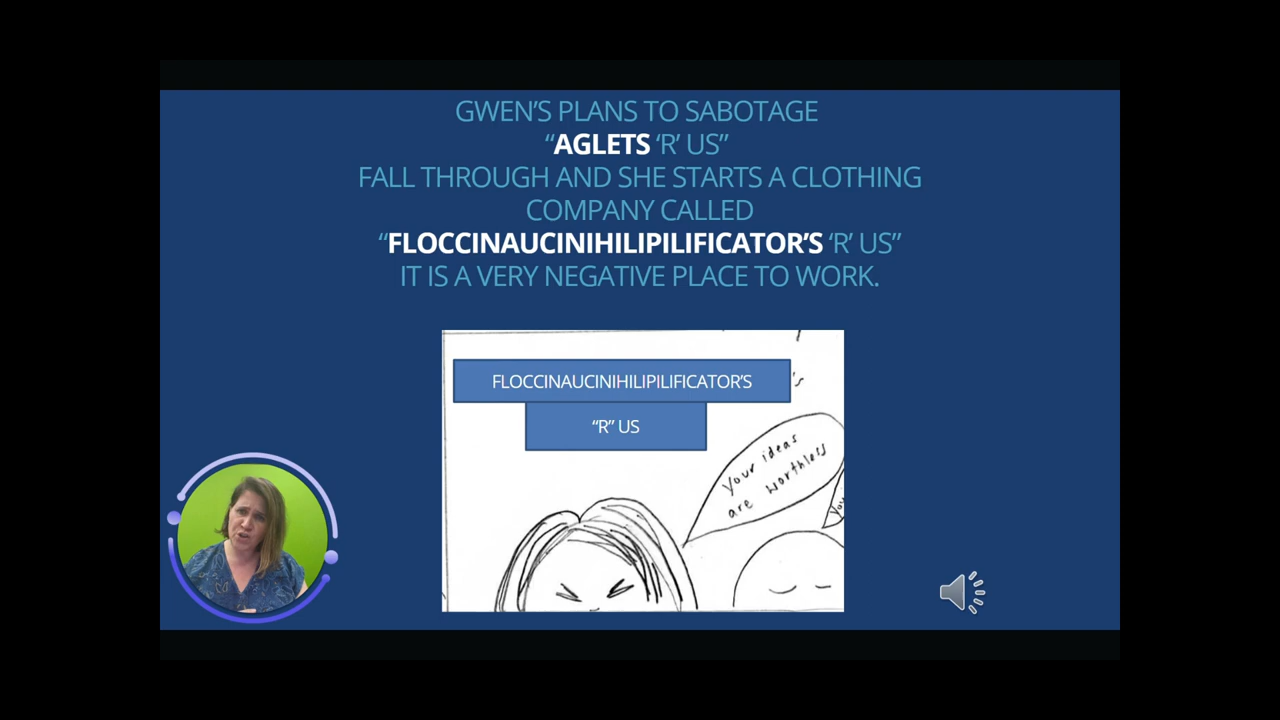 GWEN'S PLANS TO SABOTAGE
“AGLETS ‘R’ US”
FALL THROUGH AND SHE STARTS A CLOTHING
COMPANY CALLED
“FLOCCINAUCINIHILIPILIFICATOR’S ‘R’ US”
IT IS A VERY NEGATIVE PLACE TO WORK.
FLOCCINAUCINIHILIPILIFICATOR’S
“R” US
your ideas
are worthless